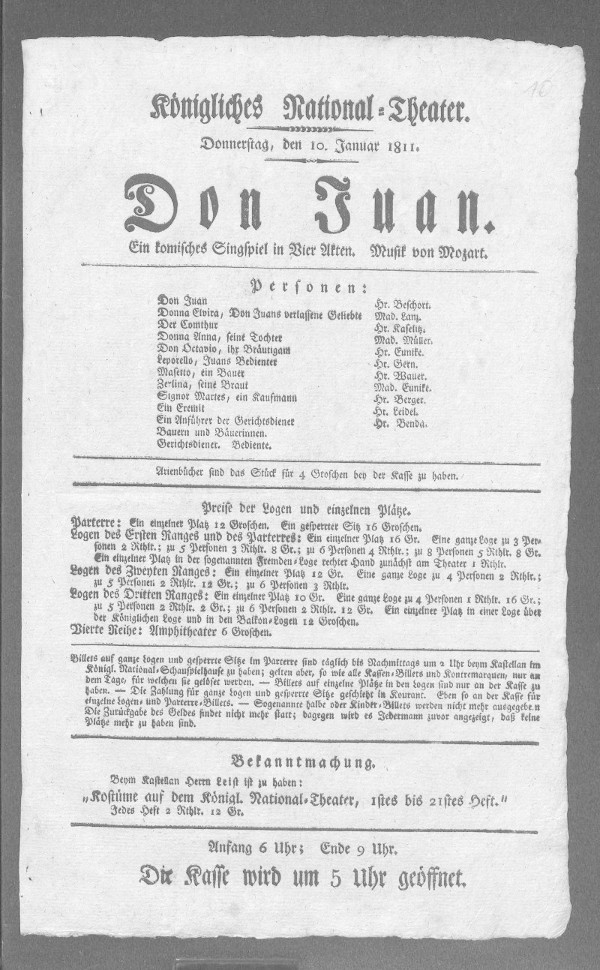 10
Königliches National-Theater.
Donnerstag, den 10. Januar 1811.
Don Juan.
Ein komisches Singspiel in Vier Akten. Musik von Mozart.
Personen:
Don Juan Hr. Beschort.
Donna Elvira, Don Juans verlassene Geliebte Mad. Lanz.
Der Comthur Hr. Kaselitz.
Donna Anna, seine Tochter Mad. Müller.
Don Octavio, ihr Bräutigam Hr. Eunike.
Leporello, Juans Bedienter Hr. Gern.
Masetto, ein Bauer Hr. Wauer.
Zerlina, seine Braut Mad. Eunike.
Signor Martes, ein Kaufmann Hr. Berger.
Ein Eremit Hr. Leidel.
Ein Anführer der Gerichtsdiener Hr. Benda.
Bauern und Bäuerinnen.
Gerichtsdiener. Bediente.
Arienbücher sind das Stück für 4 Groschen bey der Kasse zu haben.
Preise der Logen und einzelnen Plätze.
Parterre: Ein einzelner Platz 12 Groschen. Ein gesperrter Sitz 16 Groschen.
Logen des Ersten Ranges und des Parterres: Ein einzelner Platz 16 Gr. Eine ganze Loge zu 3 Per-
sonen 2 Rthlr.; zu 5 Personen 3 Rthlr. 8 Gr.; zu 6 Personen 4 Rthlr.; zu 8 Personen 5 Rthlr. 8 Gr.
Ein einzelner Platz in der sogenannten Fremden-Loge rechter Hand zunächst am Theater 1 Rthlr.
Logen des Zweyten Ranges: Ein einzelner Platz 12 Gr. Eine ganze Loge zu 4 Personen 2 Rthlr.;
zu 5 Personen 2 Rthlr. 12 Gr.; zu 6 Personen 3 Rthlr.
Logen des Dritten Ranges: Ein einzelner Platz 10 Gr. Eine ganze Loge zu 4 Personen 1 Rthlr. 16 Gr.;
zu 5 Personen 2 Rthlr. 2 Gr.; zu 6 Personen 2 Rthlr. 12 Gr. Ein einzelner Platz in einer Loge über
der Königlichen Loge und in den Balkon-Logen 12 Groschen.
Vierte Reihe: Amphitheater 6 Groschen.
Billets auf ganze Logen und gesperrte Sitze im Parterre sind täglich bis Nachmittags um 2 Uhr beym Kastellan im
Königl. National-Schauspielhause zu haben; gelten aber, so wie alle Kassen-Billets und Kontremarquen, nur an
dem Tage, für welchen sie gelöset werden. — Billets auf einzelne Plätze in den Logen sind nur an der Kasse zu
haben. — Die Zahlung für ganze Logen und gesperrte Sitze geschieht in Kourant. Eben so an der Kasse für
einzelne Logen- und Parterre-Billets. — Sogenannte halbe oder Kinder-Billets werden nicht mehr ausgegeben
Die Zurückgabe des Geldes findet nicht mehr statt; dagegen wird es Jedermann zuvor angezeigt, daß keine
Plätze mehr zu haben sind.
Bekanntmachung.
Beym Kastellan Herrn Leist ist zu haben:
„Kostüme auf dem Königl. National-Theater, 1stes bis 21stes Heft.“
Jedes Heft 2 Rthlr. 12 Gr.
Anfang 6 Uhr; Ende 9 Uhr.
Die Kasse wird um 5 Uhr geöffnet.